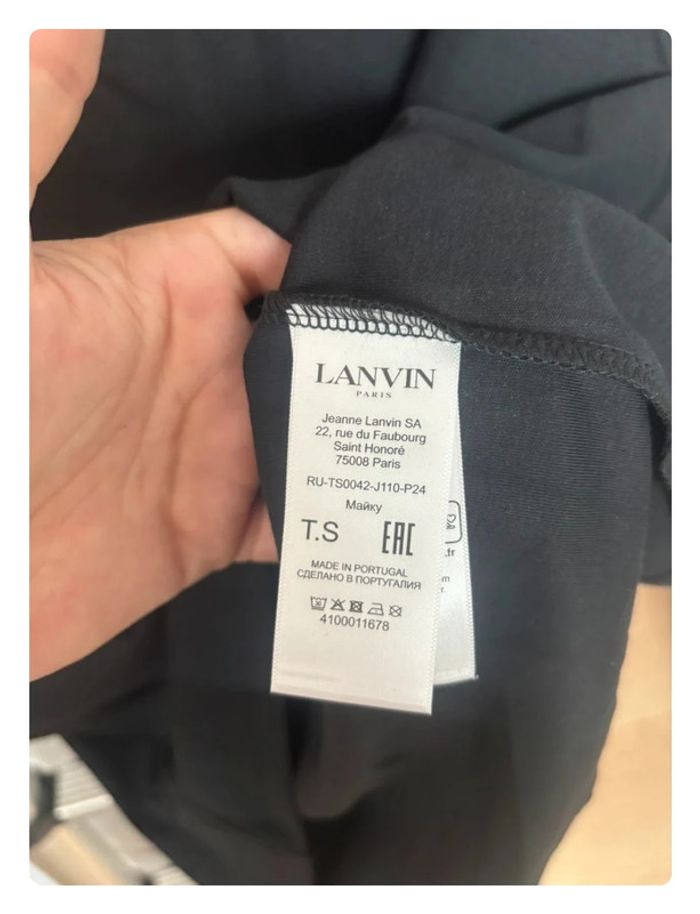 LANVIN
PARIS
Jeanne Lanvin SA
22, rue du Faubourg
Saint Honoré
75008 Paris
RU-TS0042-J110-P24
Майку
T.S
EAC
MADE IN PORTUGAL
СДЕЛАНО В ПОРТУГАЛИЯ
4100011678
.fr
m
r.